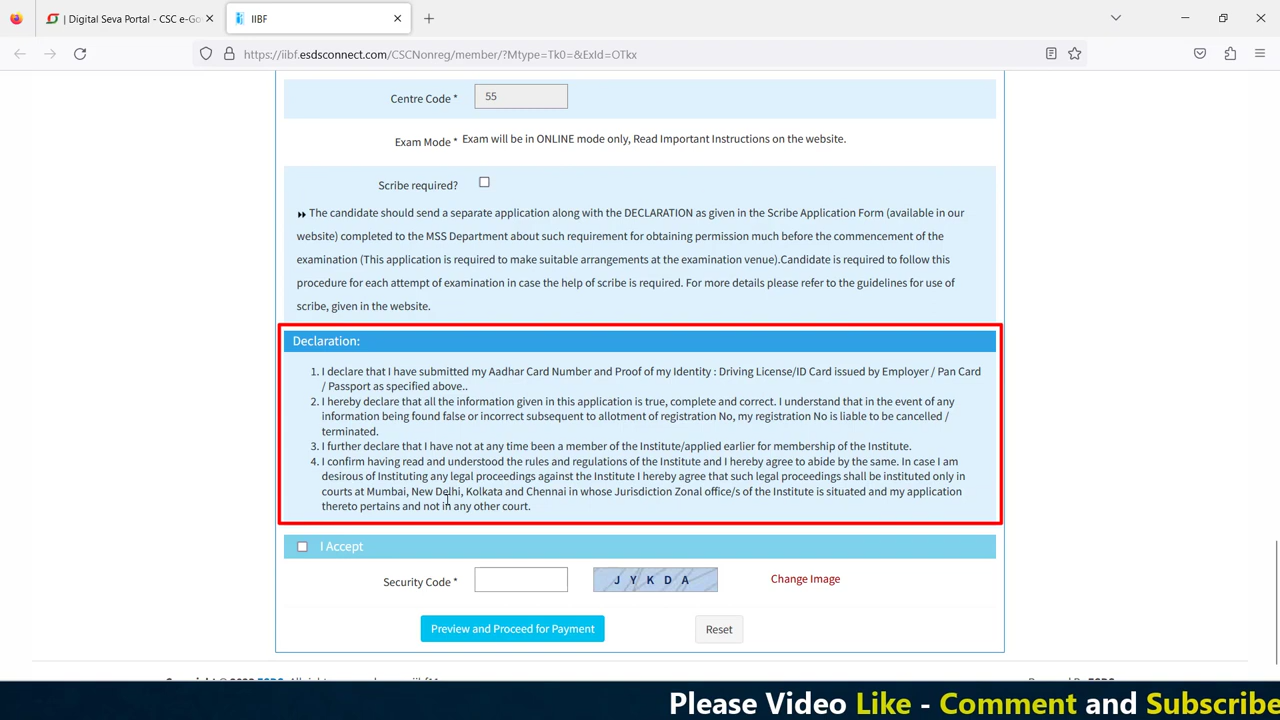 | Digital Seva Portal - CSC e-Go
IIBF
https://iibf.esdsconnect.com/CSCNonreg/member/?Mtype=Tk0=&ExId=OTkx
Centre Code *
55
Exam Mode *
Exam will be in ONLINE mode only, Read Important Instructions on the website.
Scribe required?
The candidate should send a separate application along with the DECLARATION as given in the Scribe Application Form (available in our
website) completed to the MSS Department about such requirement for obtaining permission much before the commencement of the
examination (This application is required to make suitable arrangements at the examination venue).Candidate is required to follow this
procedure for each attempt of examination in case the help of scribe is required. For more details please refer to the guidelines for use of
scribe, given in the website.
Declaration:
1. I declare that I have submitted my Aadhar Card Number and Proof of my Identity : Driving License/ID Card issued by Employer / Pan Card
/ Passport as specified above..
2. I hereby declare that all the information given in this application is true, complete and correct. I understand that in the event of any
information being found false or incorrect subsequent to allotment of registration No, my registration No is liable to be cancelled /
terminated.
3. I further declare that I have not at any time been a member of the Institute/applied earlier for membership of the Institute.
4. I confirm having read and understood the rules and regulations of the Institute and I hereby agree to abide by the same. In case I am
desirous of Instituting any legal proceedings against the Institute I hereby agree that such legal proceedings shall be instituted only in
courts at Mumbai, New Delhi, Kolkata and Chennai in whose Jurisdiction Zonal office/s of the Institute is situated and my application
thereto pertains and not in any other court.
I Accept
Security Code *
J Y K D A
Change Image
Preview and Proceed for Payment
Reset
Please Video Like - Comment and Subscribe